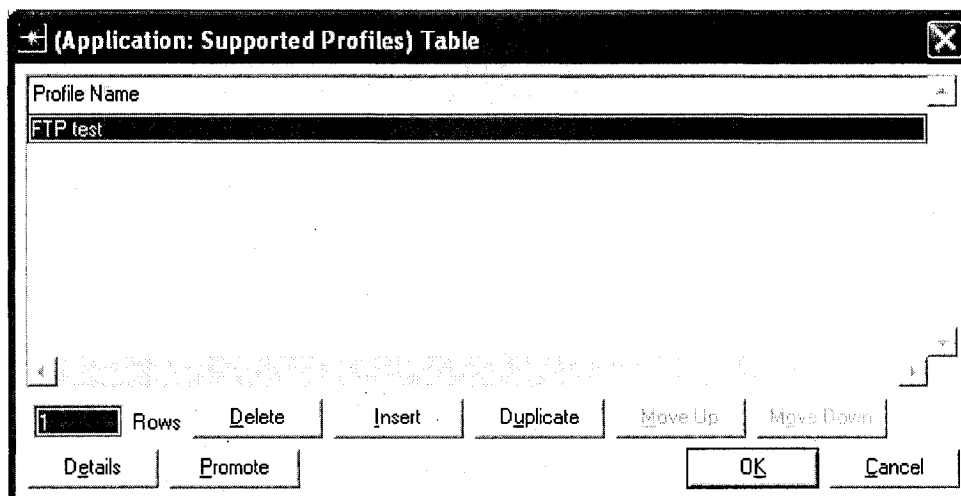 (Application: Supported Profiles) Table
Profile Name
FTP test
1 Rows Delete Insert Duplicate Move Up Move Down
Details Promote OK Cancel